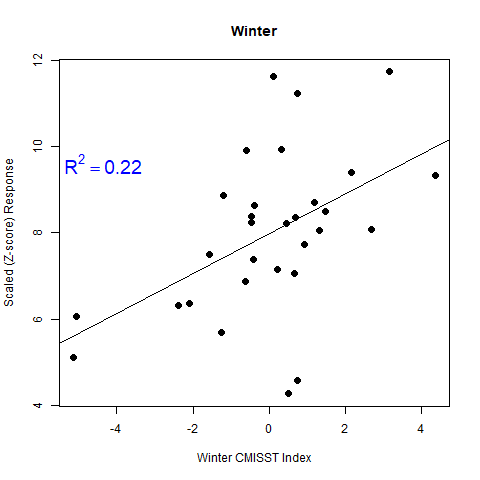 Winter
12
10
8
6
4
R² = 0.22
Scaled (Z-score) Response
-4 -2 0 2 4
Winter CMISST Index